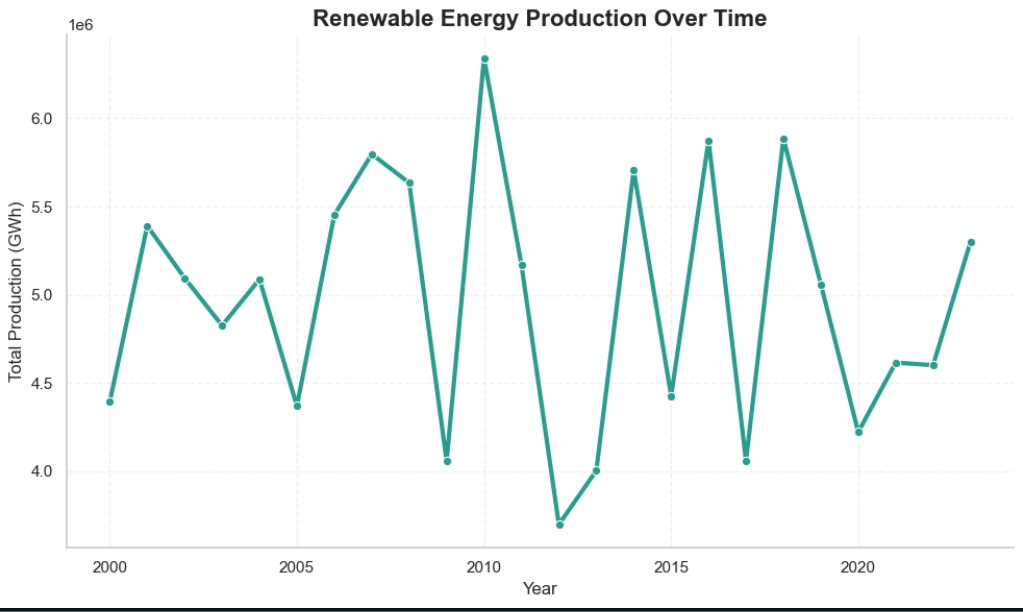 Renewable Energy Production Over Time
1e6
6.0
5.5
5.0
4.5
4.0
Total Production (GWh)
2000 2005 2010 2015 2020
Year